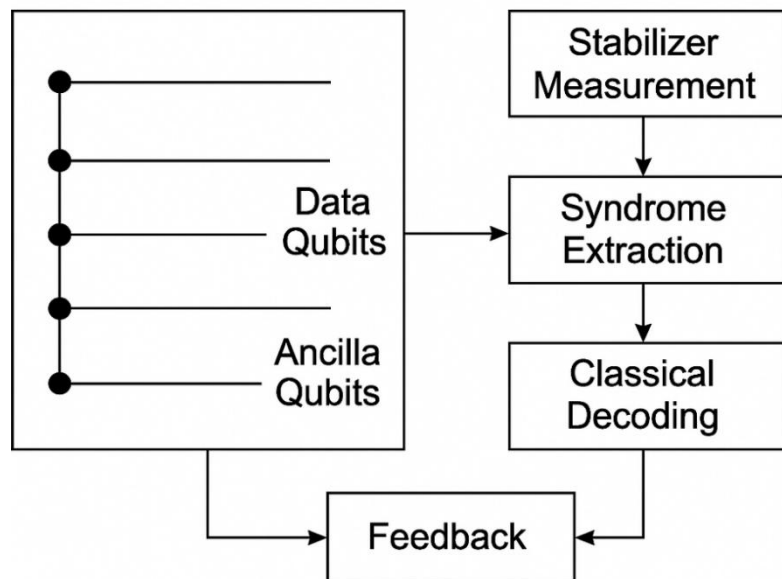 Data
Qubits
Ancilla
Qubits
Stabilizer
Measurement
Syndrome
Extraction
Classical
Decoding
Feedback